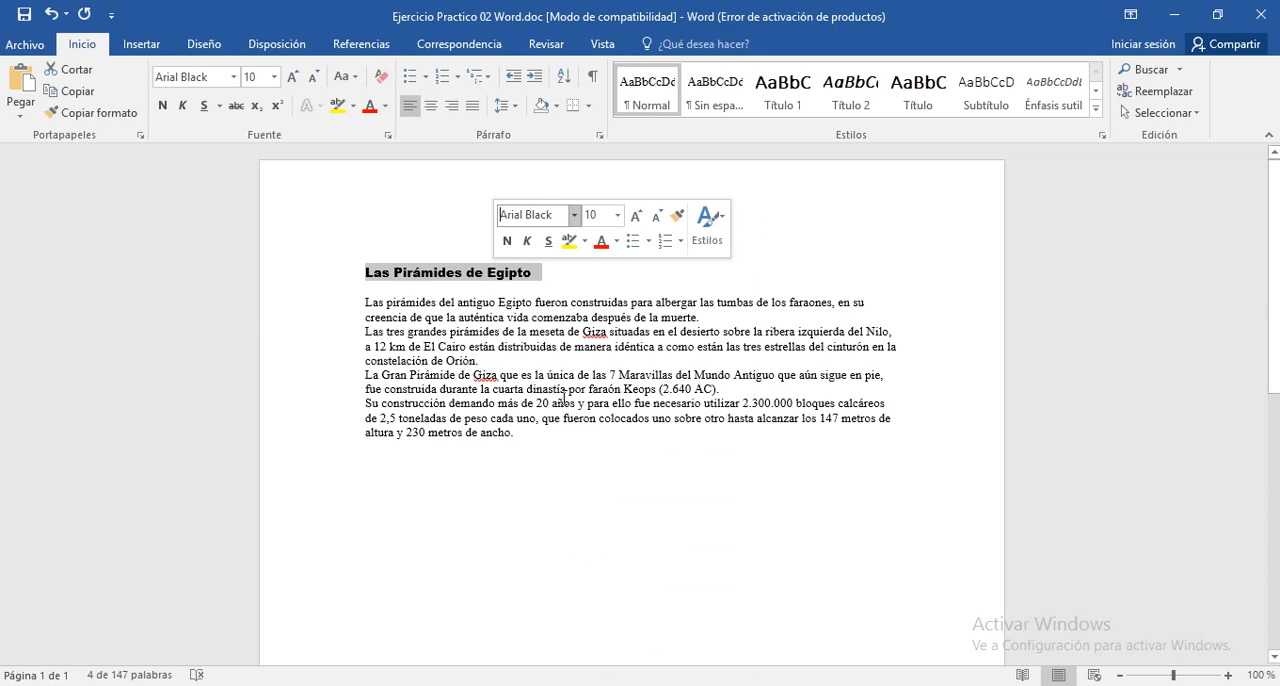 Ejercicio Practico 02 Word.doc [Modo de compatibilidad] - Word (Error de activación de productos)
Archivo Inicio Insertar Diseño Disposición Referencias Correspondencia Revisar Vista ¿Qué desea hacer? Iniciar sesión Compartir
Pegar
Cortar
Copiar
Copiar formato
Portapapeles
Arial Black 10 Aa
N K S abc x₂ x² A
Fuente
Párrafo
AaBbCcDc AaBbCcDc AaBbC AaBbC AaBbC AaBbCcD AaBbCcDdL
¶ Normal ¶ Sin espa... Título 1 Título 2 Título Subtítulo Énfasis sutil
Estilos
Buscar
Reemplazar
Seleccionar
Edición
Arial Black 10
N K S A Estilos
Las Pirámides de Egipto
Las pirámides del antiguo Egipto fueron construidas para albergar las tumbas de los faraones, en su
creencia de que la auténtica vida comenzaba después de la muerte.
Las tres grandes pirámides de la meseta de Giza situadas en el desierto sobre la ribera izquierda del Nilo,
a 12 km de El Cairo están distribuidas de manera idéntica a como están las tres estrellas del cinturón en la
constelación de Orión.
La Gran Pirámide de Giza que es la única de las 7 Maravillas del Mundo Antiguo que aún sigue en pie,
fue construida durante la cuarta dinastía por faraón Keops (2.640 AC).
Su construcción demando más de 20 años y para ello fue necesario utilizar 2.300.000 bloques calcáreos
de 2,5 toneladas de peso cada uno, que fueron colocados uno sobre otro hasta alcanzar los 147 metros de
altura y 230 metros de ancho.
Activar Windows
Ve a Configuración para activar Windows.
Página 1 de 1 4 de 147 palabras 100 %